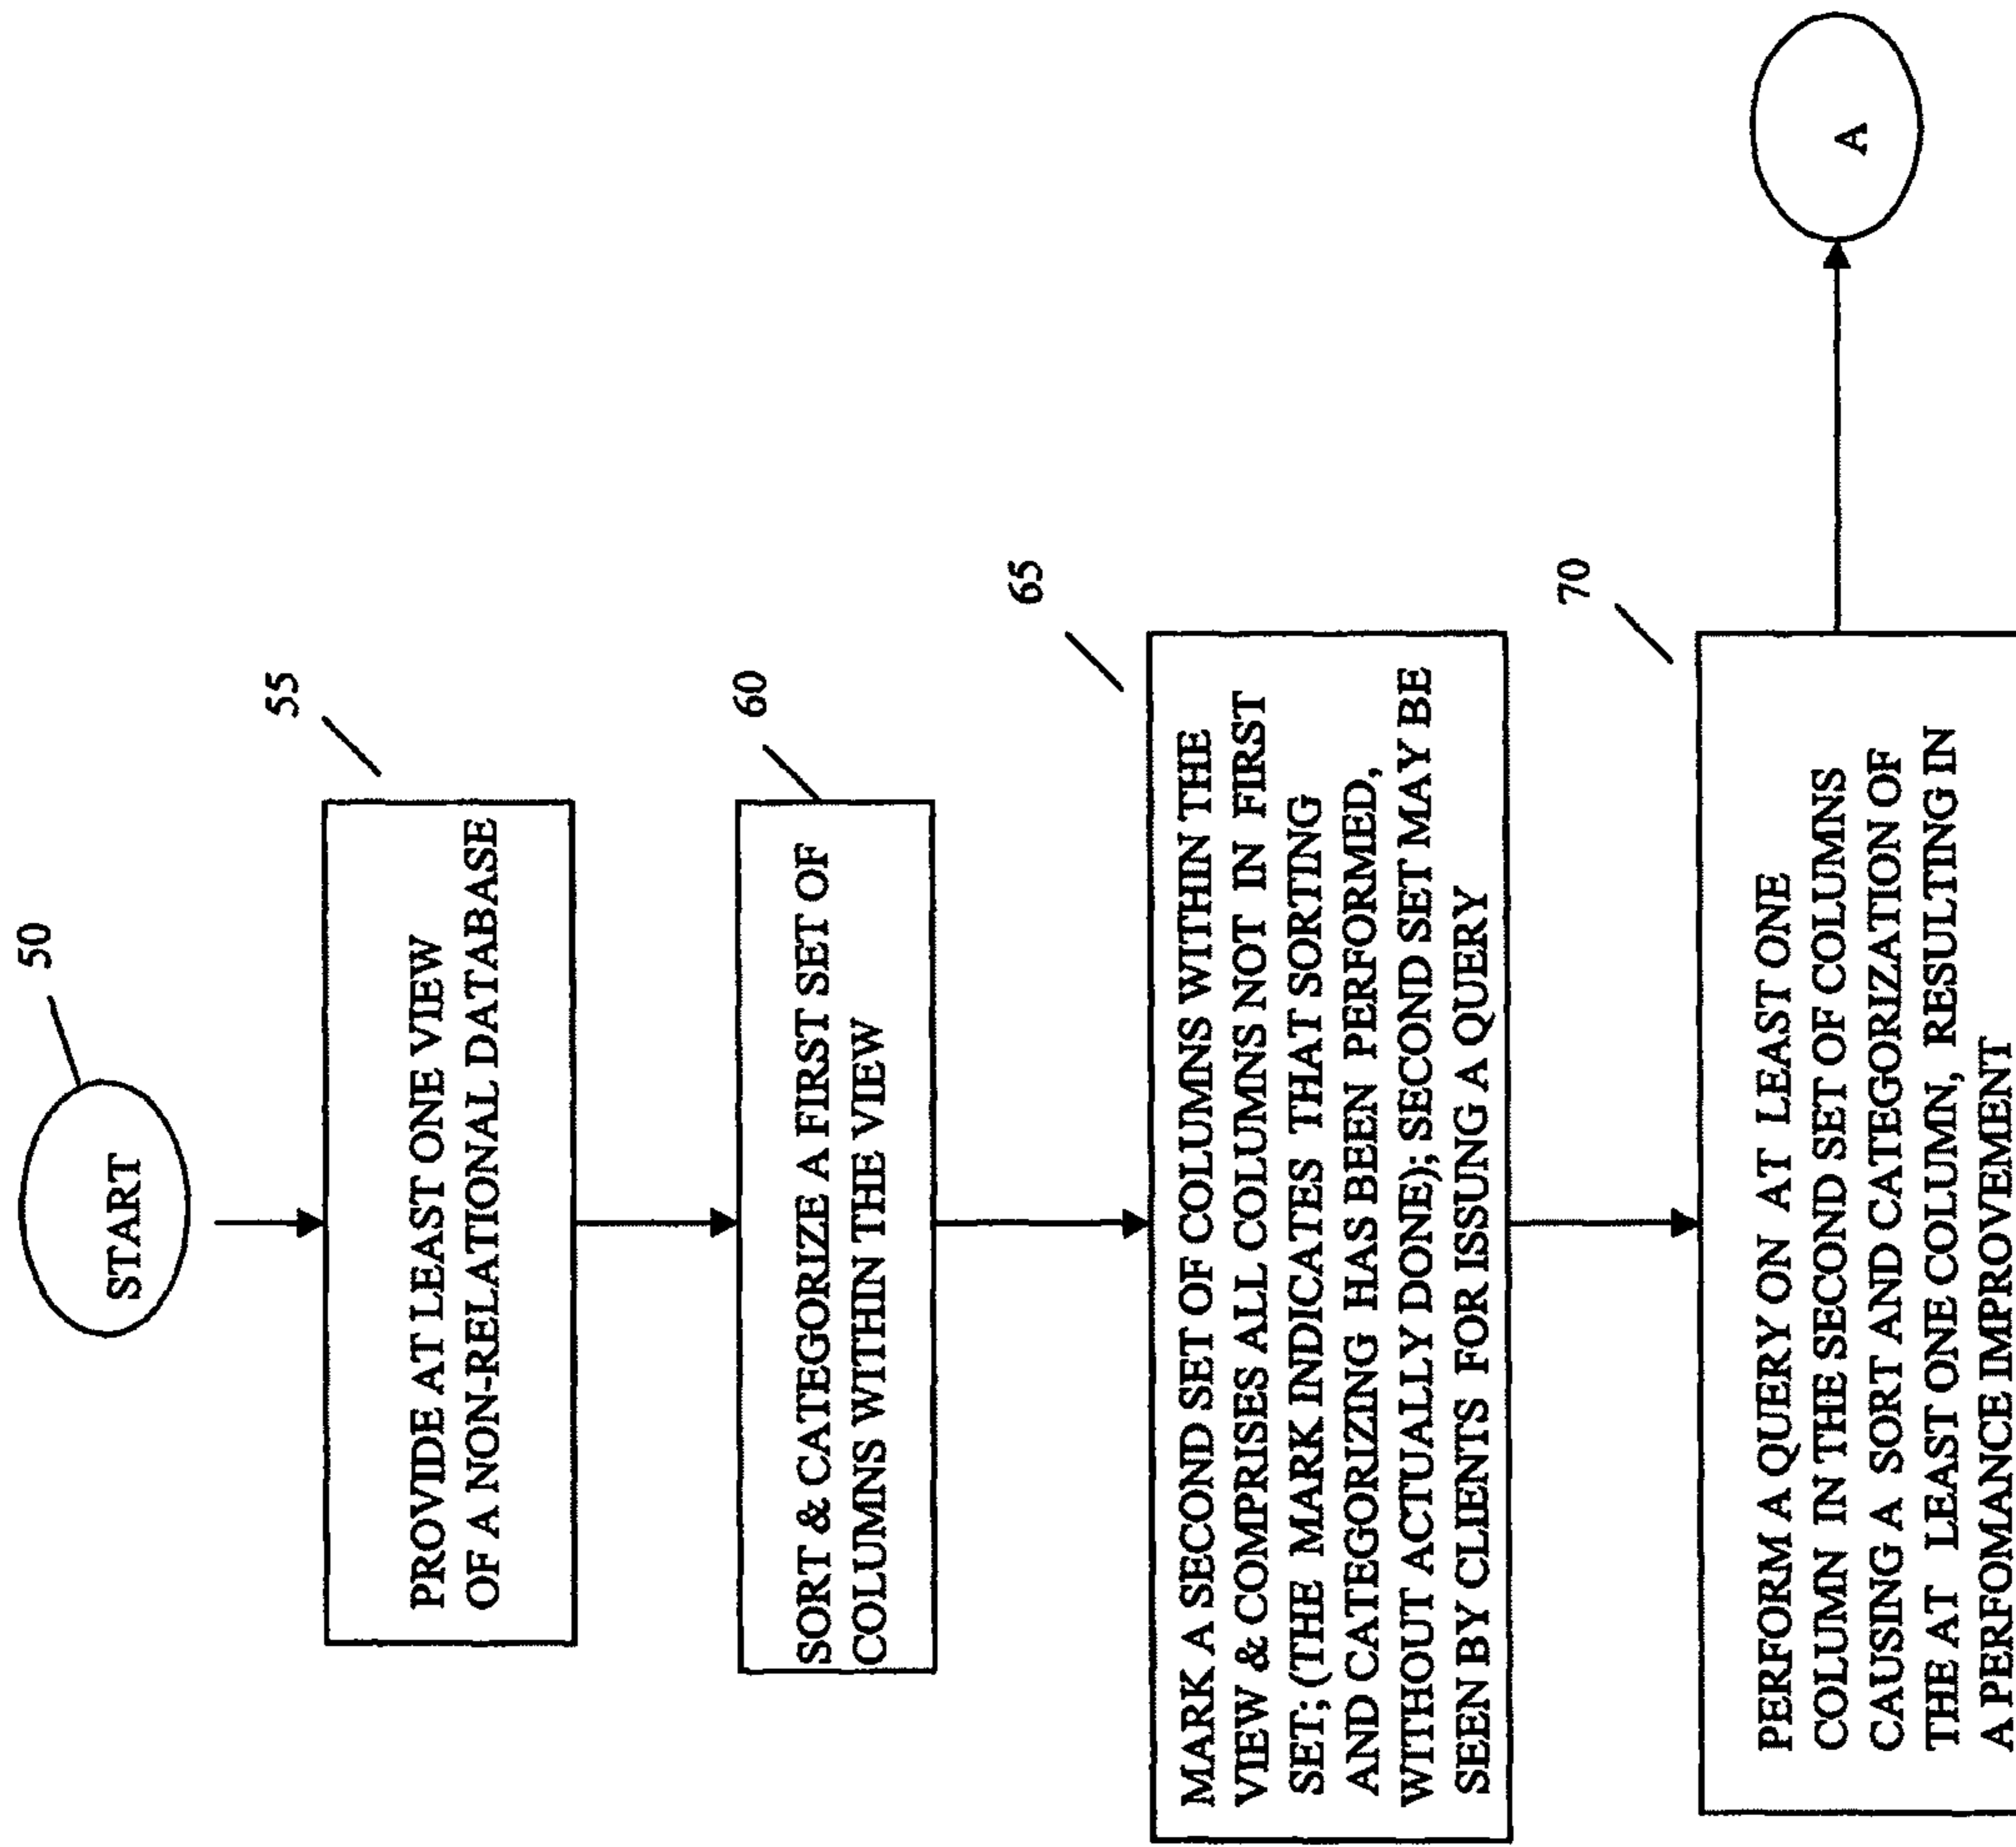 50
START
55
PROVIDE AT LEAST ONE VIEW
OF A NON-RELATIONAL DATABASE
60
SORT & CATEGORIZE A FIRST SET OF
COLUMNS WITHIN THE VIEW
65
MARK A SECOND SET OF COLUMNS WITHIN THE
VIEW & COMPRISES ALL COLUMNS NOT IN FIRST
SET; (THE MARK INDICATES THAT SORTING
AND CATEGORIZING HAS BEEN PERFORMED,
WITHOUT ACTUALLY DONE); SECOND SET MAY BE
SEEN BY CLIENTS FOR ISSUNG A QUERY
70
PERFORM A QUERY ON AT LEAST ONE
COLUMN IN THE SECOND SET OF COLUMNS
CAUSING A SORT AND CATEGORIZATION OF
THE AT LEAST ONE COLUMN, RESULTING IN
A PERFOMANCE IMPROVEMENT
A